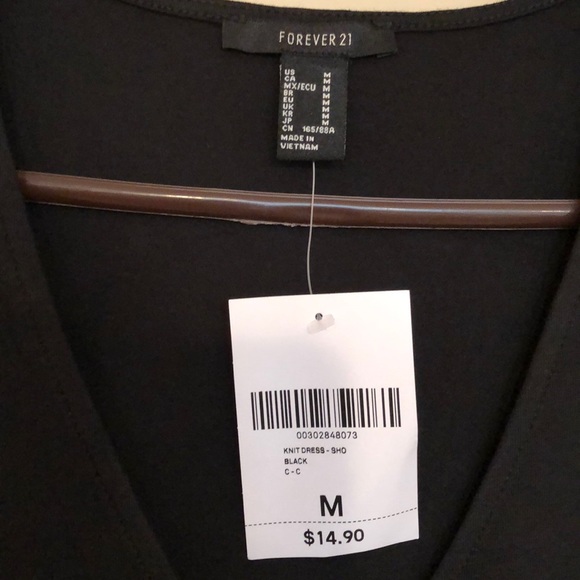 FOREVER 21
US M
CA M
MX/ECU M
BR M
EU M
UK M
KR M
JP M
CN 165/88A
MADE IN
VIETNAM
00302848073
KNIT DRESS - SHO
BLACK
C - C
M
$14.90